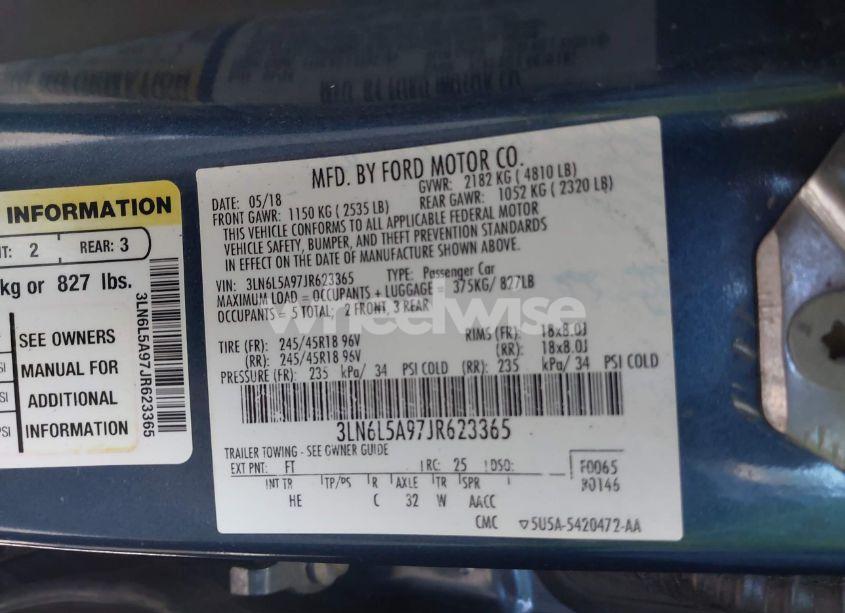 INFORMATION
NT: 2
REAR: 3
kg or 827 lbs.
SEE OWNERS
MANUAL FOR
ADDITIONAL
INFORMATION
3LN6L5A97JR623365
MFD. BY FORD MOTOR CO.
DATE: 05/18
GVWR: 2182 KG ( 4810 LB)
FRONT GAWR: 1150 KG ( 2535 LB)
REAR GAWR: 1052 KG ( 2320 LB)
THIS VEHICLE CONFORMS TO ALL APPLICABLE FEDERAL MOTOR
VEHICLE SAFETY, BUMPER, AND THEFT PREVENTION STANDARDS
IN EFFECT ON THE DATE OF MANUFACTURE SHOWN ABOVE.
VIN: 3LN6L5A97JR623365
TYPE: Passenger Car
MAXIMUM LOAD = OCCUPANTS + LUGGAGE = 375KG/ 827LB
OCCUPANTS = 5 TOTAL; 2 FRONT, 3 REAR
TIRE (FR): 245/45R18 96V
RIMS (FR): 18x8.0J
(RR): 245/45R18 96V
(RR): 18x8.0J
PRESSURE (FR): 235 kPa/ 34 PSI COLD (RR): 235 kPa/ 34 PSI COLD
3LN6L5A97JR623365
TRAILER TOWING - SEE OWNER GUIDE
EXT PNT: FT RC: 25 DSO: F0065
INT TR TP/PS R AXLE TR SPR B0146
HE C 32 W AACC
CMC ▽5U5A-5420472-AA
wheelwise